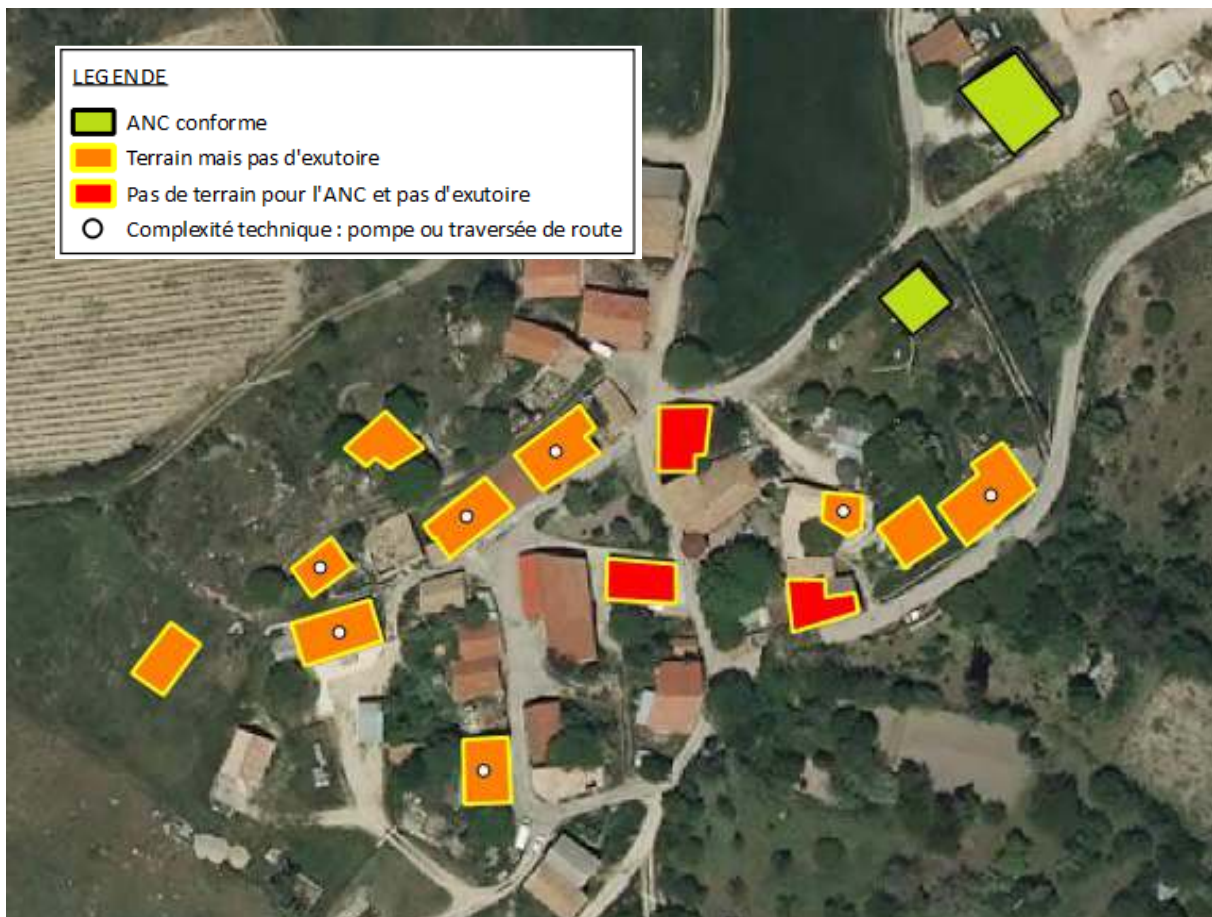 LEGENDE
ANC conforme
Terrain mais pas d'exutoire
Pas de terrain pour l'ANC et pas d'exutoire
Complexité technique : pompe ou traversée de route